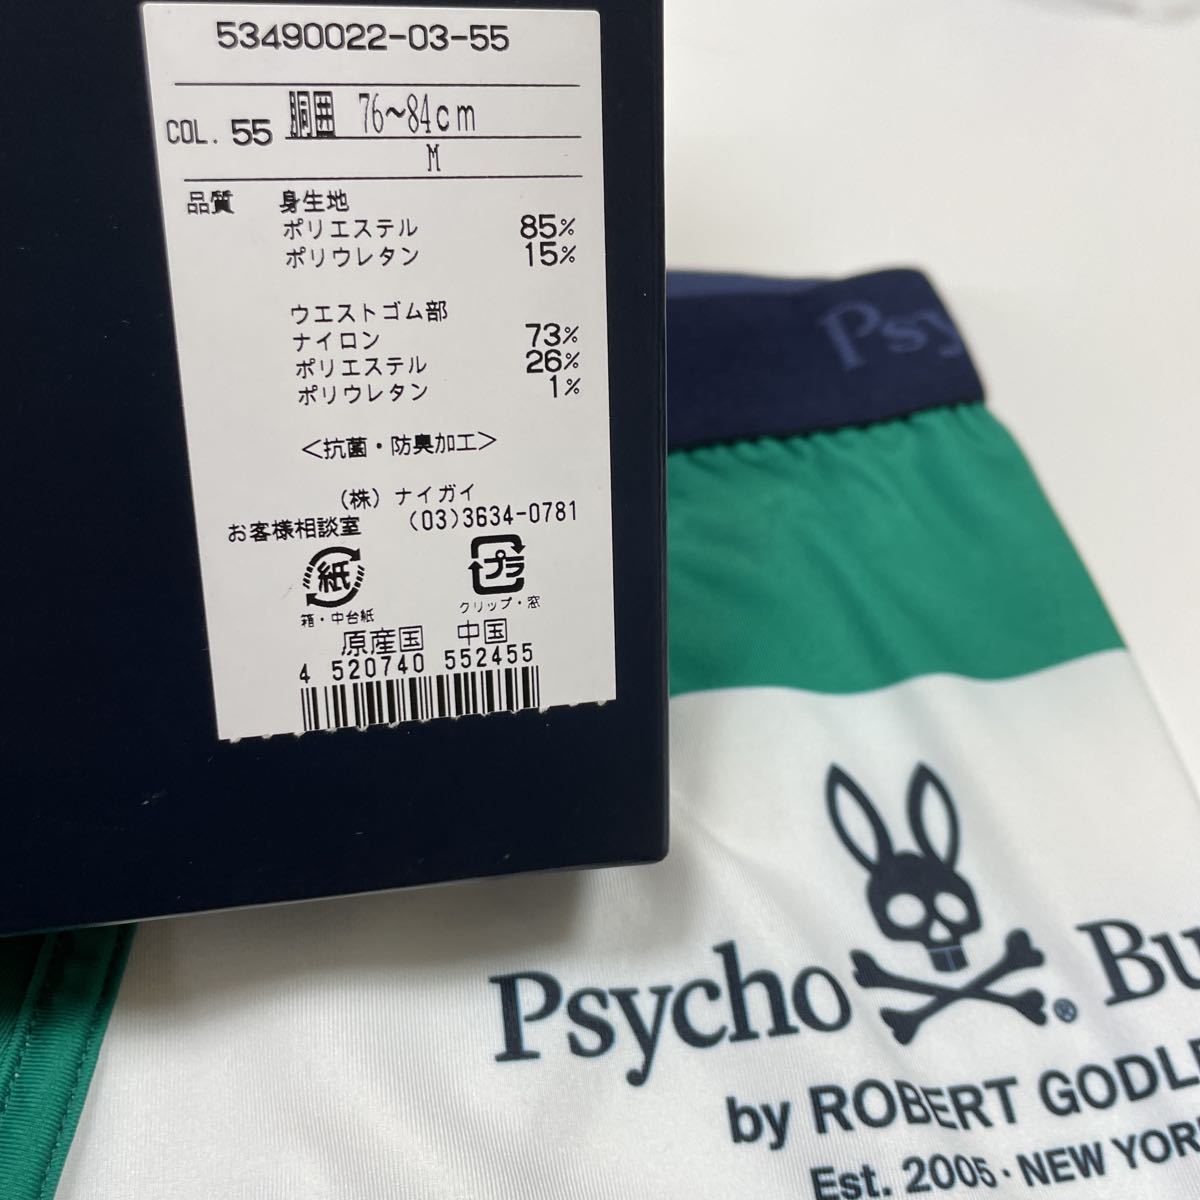 53490022-03-55
COL. 55 胴囲 76~84cm
M
品質 身生地
ポリエステル 85%
ポリウレタン 15%
ウエストゴム部
ナイロン 73%
ポリエステル 26%
ポリウレタン 1%
<抗菌・防臭加工>
(株)ナイガイ
お客様相談室 (03)3634-0781
紙
プラ
箱・中台紙
クリップ・窓
原産国 中国
4 520740 552455
Psy
Psycho Bu
®
by ROBERT GODL
Est. 2005・NEW YOR